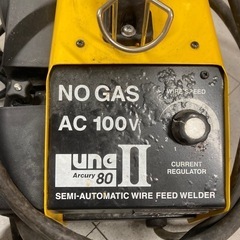 NO GAS
WIRE SPEED
AC 100V
LUNA
Arcury 80 II
CURRENT
REGULATOR
SEMI-AUTOMATIC WIRE FEED WELDER